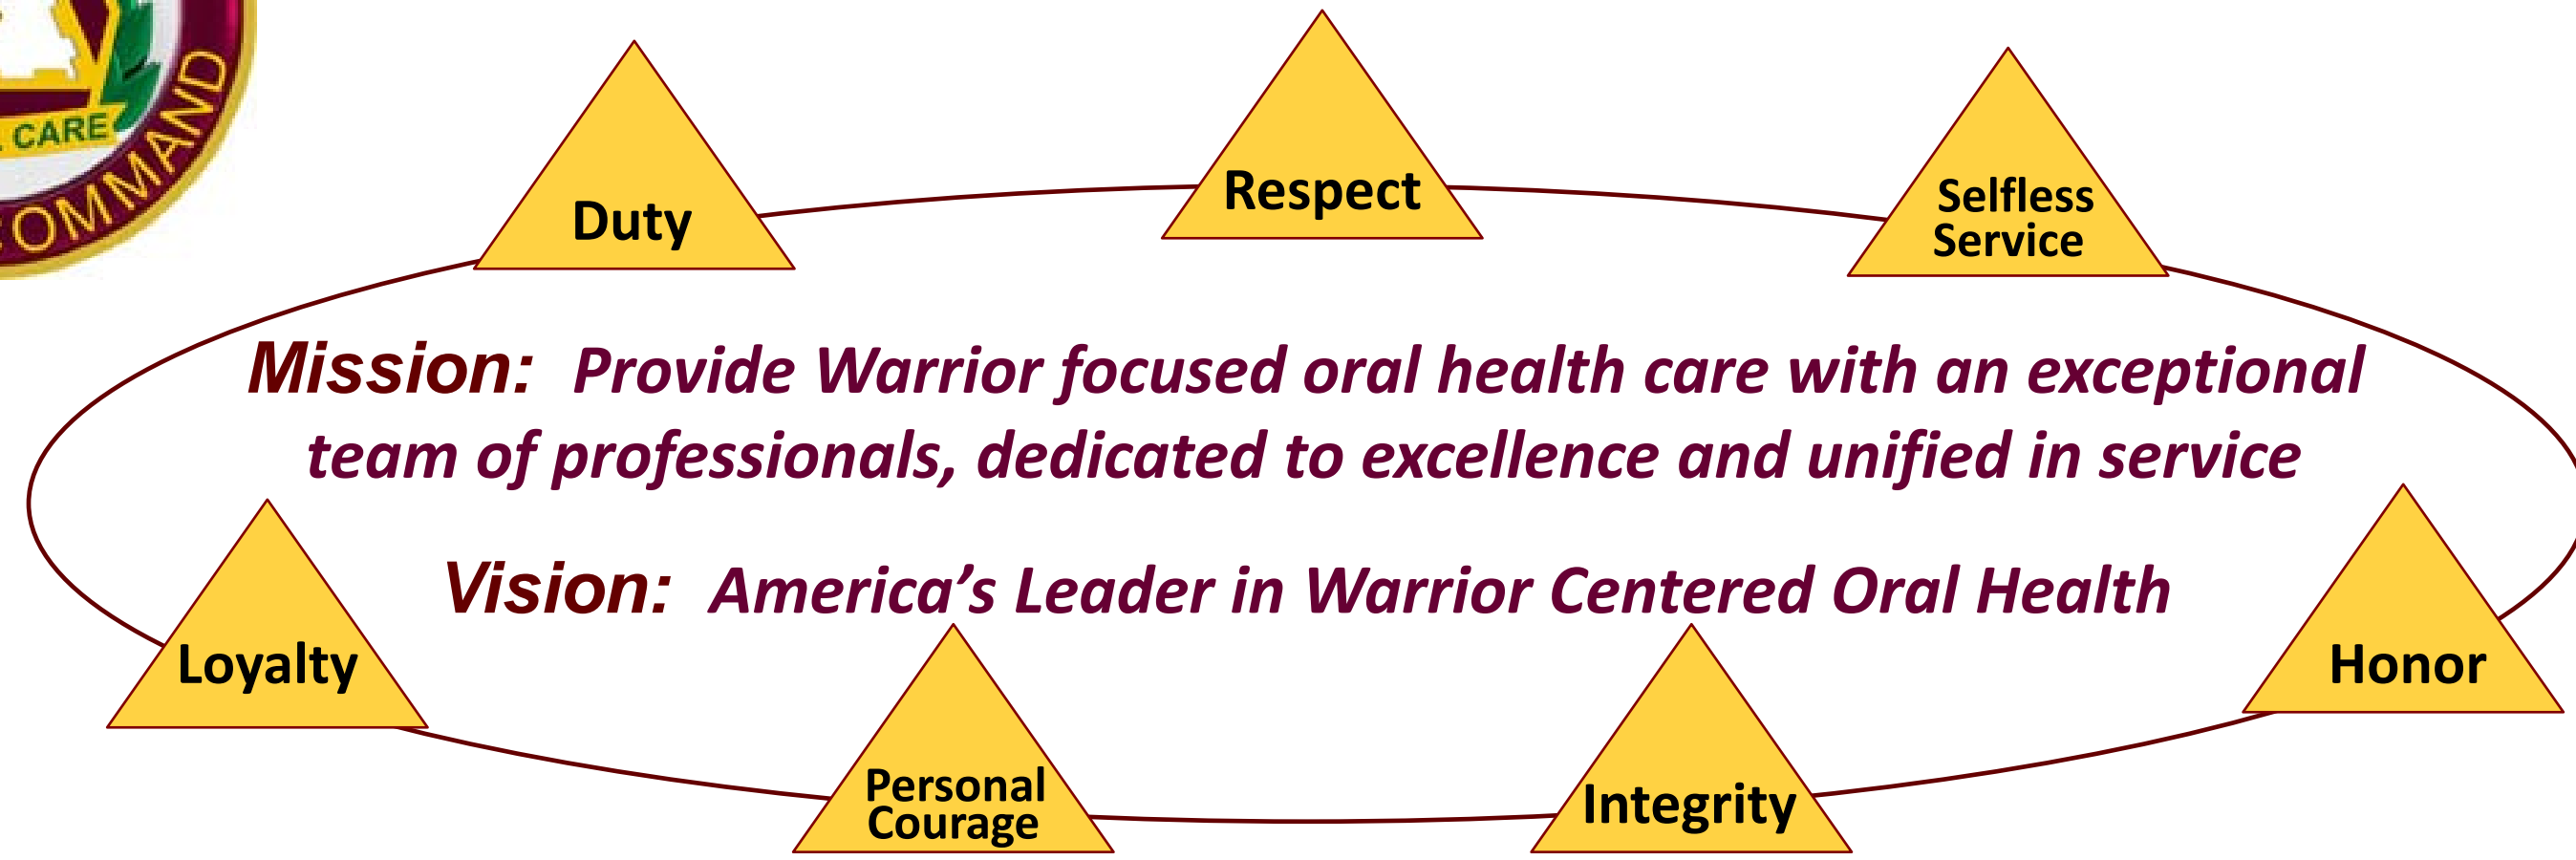 CARE
COMMAND
Duty
Respect
Selfless
Service
Mission: Provide Warrior focused oral health care with an exceptional
team of professionals, dedicated to excellence and unified in service
Vision: America’s Leader in Warrior Centered Oral Health
Loyalty
Honor
Personal
Courage
Integrity